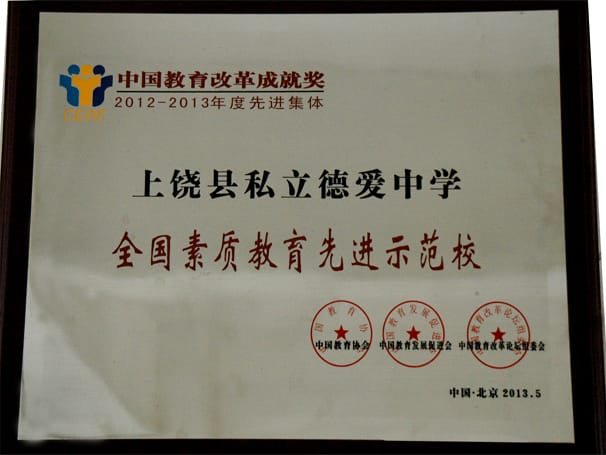 中国教育改革成就奖
2012-2013年度先进集体
上饶县私立德爱中学
全国素质教育先进示范校
中国教育协会 中国教育发展促进会 中国教育改革论坛组委会
中国·北京 2013.5